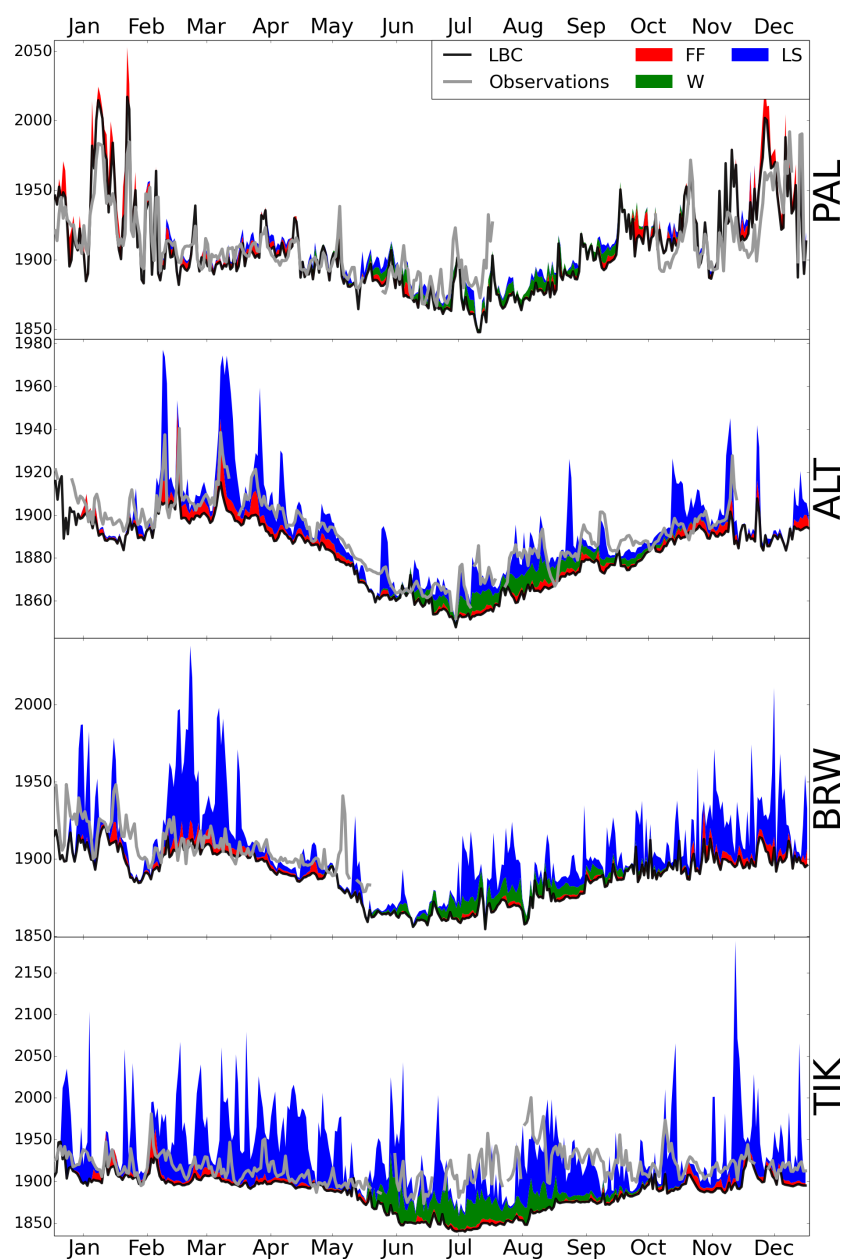 Jan Feb Mar Apr May Jun Jul Aug Sep Oct Nov Dec
LBC FF LS
Observations W
2050
2000
1950
1900
1850
PAL
1980
1960
1940
1920
1900
1880
1860
ALT
2000
1950
1900
1850
BRW
2150
2100
2050
2000
1950
1900
1850
TIK
Jan Feb Mar Apr May Jun Jul Aug Sep Oct Nov Dec